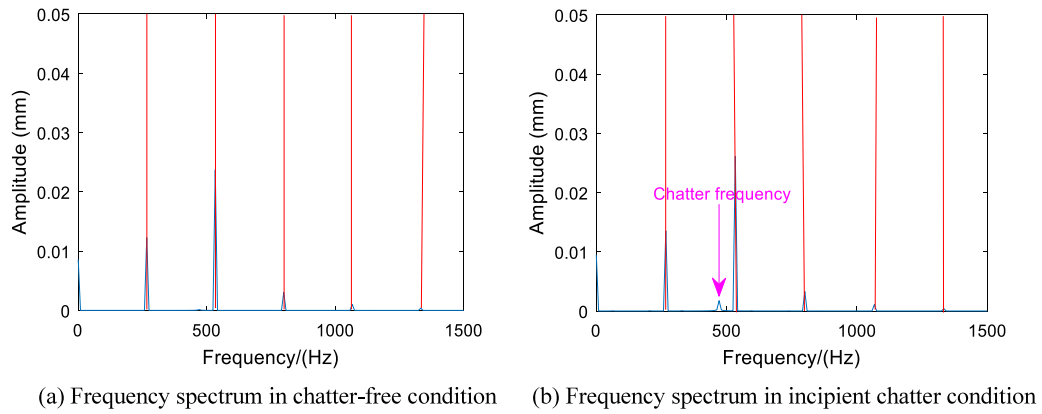 0.05
0.04
0.03
0.02
0.01
0
Amplitude (mm)
0 500 1000 1500
Frequency/(Hz)
(a) Frequency spectrum in chatter-free condition
0.05
0.04
0.03
0.02
0.01
0
Amplitude (mm)
Chatter frequency
0 500 1000 1500
Frequency/(Hz)
(b) Frequency spectrum in incipient chatter condition